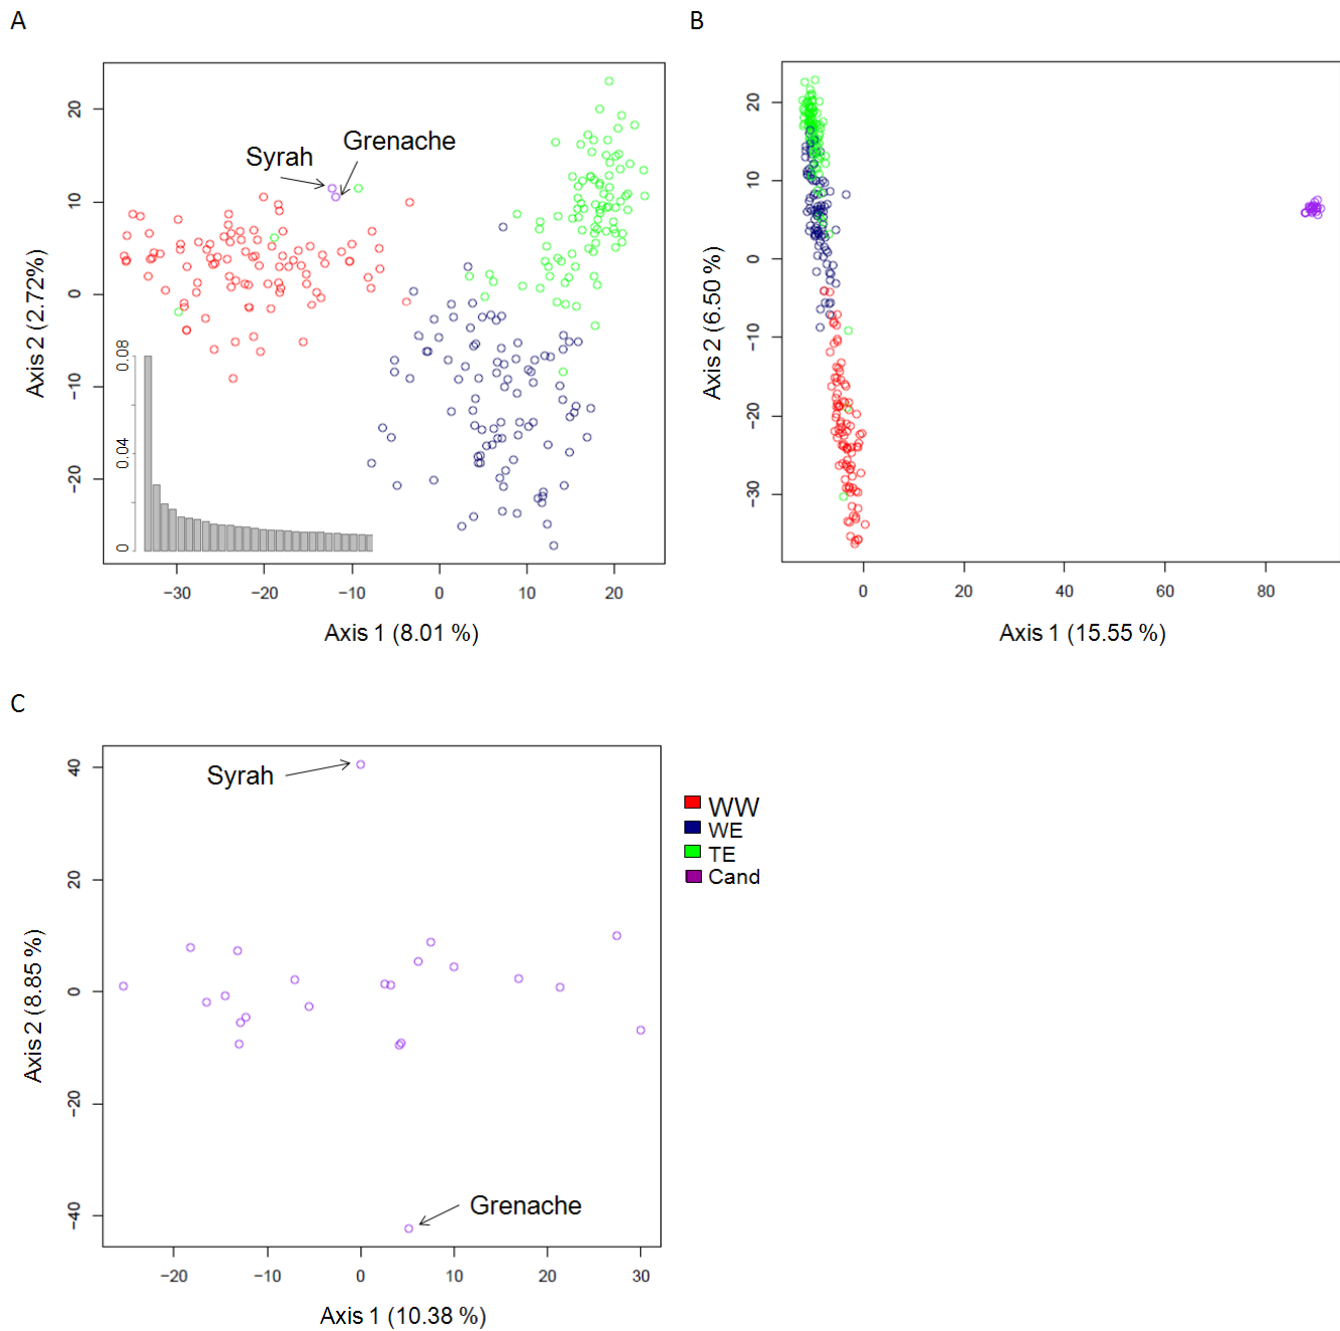 A
B
20
10
0
−10
−20
Axis 2 (2.72%)
Syrah
Grenache
0.08
0.04
0
−30
−20
−10
0
10
20
Axis 1 (8.01 %)
20
10
0
−10
−20
−30
Axis 2 (6.50 %)
0
20
40
60
80
Axis 1 (15.55 %)
C
40
20
0
−20
−40
Axis 2 (8.85 %)
Syrah
Grenache
−20
−10
0
10
20
30
Axis 1 (10.38 %)
WW
WE
TE
Cand